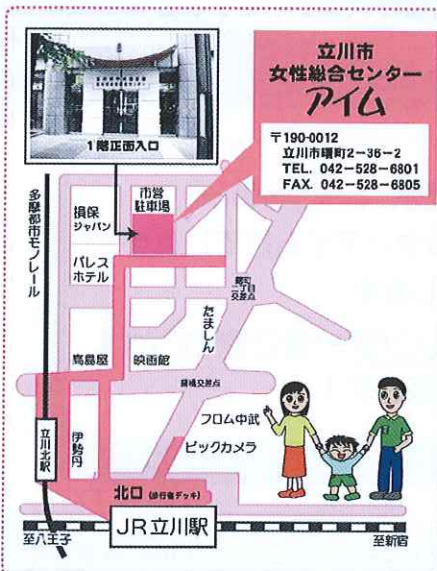 立川市
女性総合センター
アイム
〒190-0012
立川市曙町2-36-2
TEL. 042-528-6801
FAX. 042-528-6805
1階正面入口
多摩都市モノレール
損保
ジャパン
市営
駐車場
パレス
ホテル
曙町
二丁目
交差点
たましん
高島屋
映画館
曙橋交差点
フロム中武
ビックカメラ
立川北駅
伊勢丹
北口 (歩行者デッキ)
JR立川駅
至八王子
至新宿